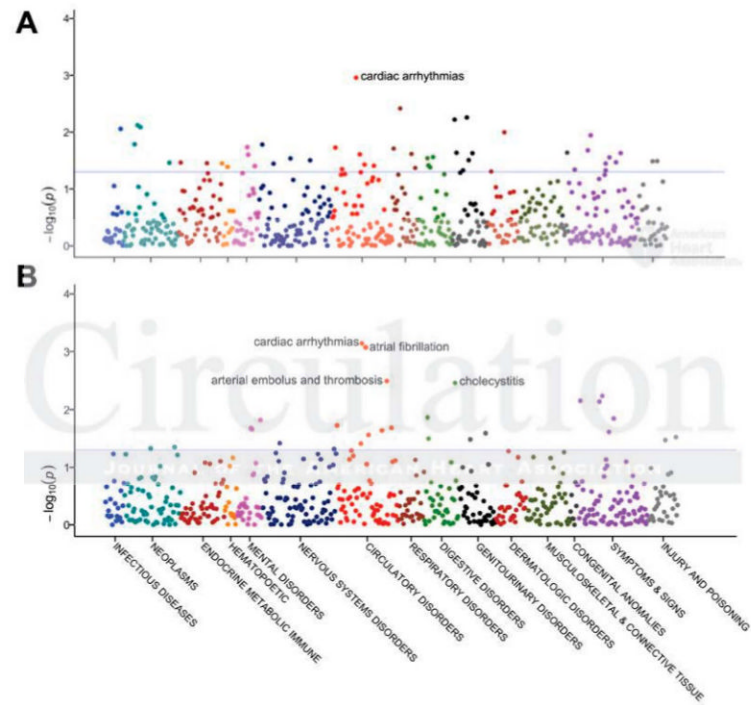 A
4
3
cardiac arrhythmias
2
1
0
−log10(p)
American
Heart
Association
B
4
Circulation
cardiac arrhythmias
atrial fibrillation
3
arterial embolus and thrombosis
cholecystitis
2
JOURNAL OF THE AMERICAN HEART ASSOCIATION
1
0
−log10(p)
INFECTIOUS DISEASES
NEOPLASMS
ENDOCRINE METABOLIC IMMUNE
HEMATOPOETIC
MENTAL DISORDERS
NERVOUS SYSTEMS DISORDERS
CIRCULATORY DISORDERS
RESPIRATORY DISORDERS
DIGESTIVE DISORDERS
GENITOURINARY DISORDERS
DERMATOLOGIC DISORDERS
MUSCULOSKELETAL & CONNECTIVE TISSUE
CONGENITAL ANOMALIES
SYMPTOMS & SIGNS
INJURY AND POISONING